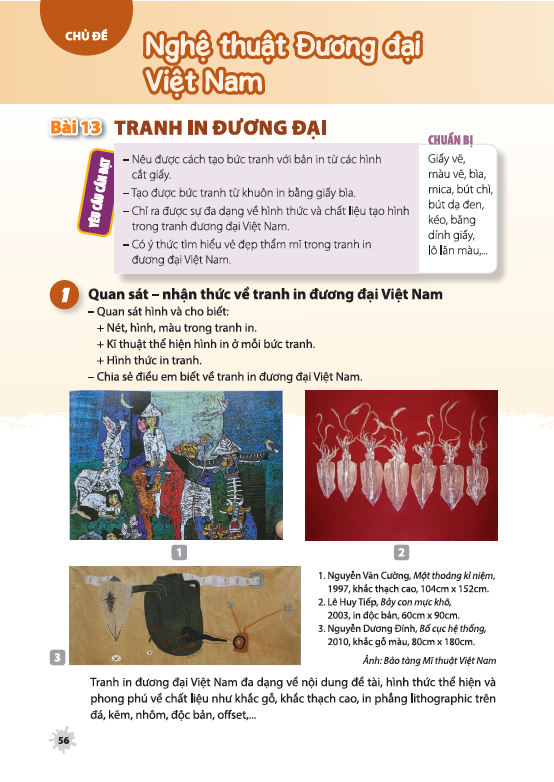 CHỦ ĐỀ
Nghệ thuật Đương đại
Việt Nam
Bài 13 TRANH IN ĐƯƠNG ĐẠI
YÊU CẦU CẦN ĐẠT
– Nêu được cách tạo bức tranh với bản in từ các hình
cắt giấy.
– Tạo được bức tranh từ khuôn in bằng giấy bìa.
– Chỉ ra được sự đa dạng về hình thức và chất liệu tạo hình
trong tranh đương đại Việt Nam.
– Có ý thức tìm hiểu vẻ đẹp thẩm mĩ trong tranh in
đương đại Việt Nam.
CHUẨN BỊ
Giấy vẽ,
màu vẽ, bìa,
mica, bút chì,
bút dạ đen,
kéo, băng
dính giấy,
lô lăn màu,...
1 Quan sát – nhận thức về tranh in đương đại Việt Nam
– Quan sát hình và cho biết:
+ Nét, hình, màu trong tranh in.
+ Kĩ thuật thể hiện hình in ở mỗi bức tranh.
+ Hình thức in tranh.
– Chia sẻ điều em biết về tranh in đương đại Việt Nam.
1
2
3
1. Nguyễn Văn Cường, Một thoáng kỉ niệm,
1997, khắc thạch cao, 104cm x 152cm.
2. Lê Huy Tiếp, Bảy con mực khô,
2003, in độc bản, 60cm x 90cm.
3. Nguyễn Dương Đính, Bố cục hệ thống,
2010, khắc gỗ màu, 80cm x 180cm.
Ảnh: Bảo tàng Mĩ thuật Việt Nam
Tranh in đương đại Việt Nam đa dạng về nội dung đề tài, hình thức thể hiện và
phong phú về chất liệu như khắc gỗ, khắc thạch cao, in phẳng lithographic trên
đá, kẽm, nhôm, độc bản, offset,...
56